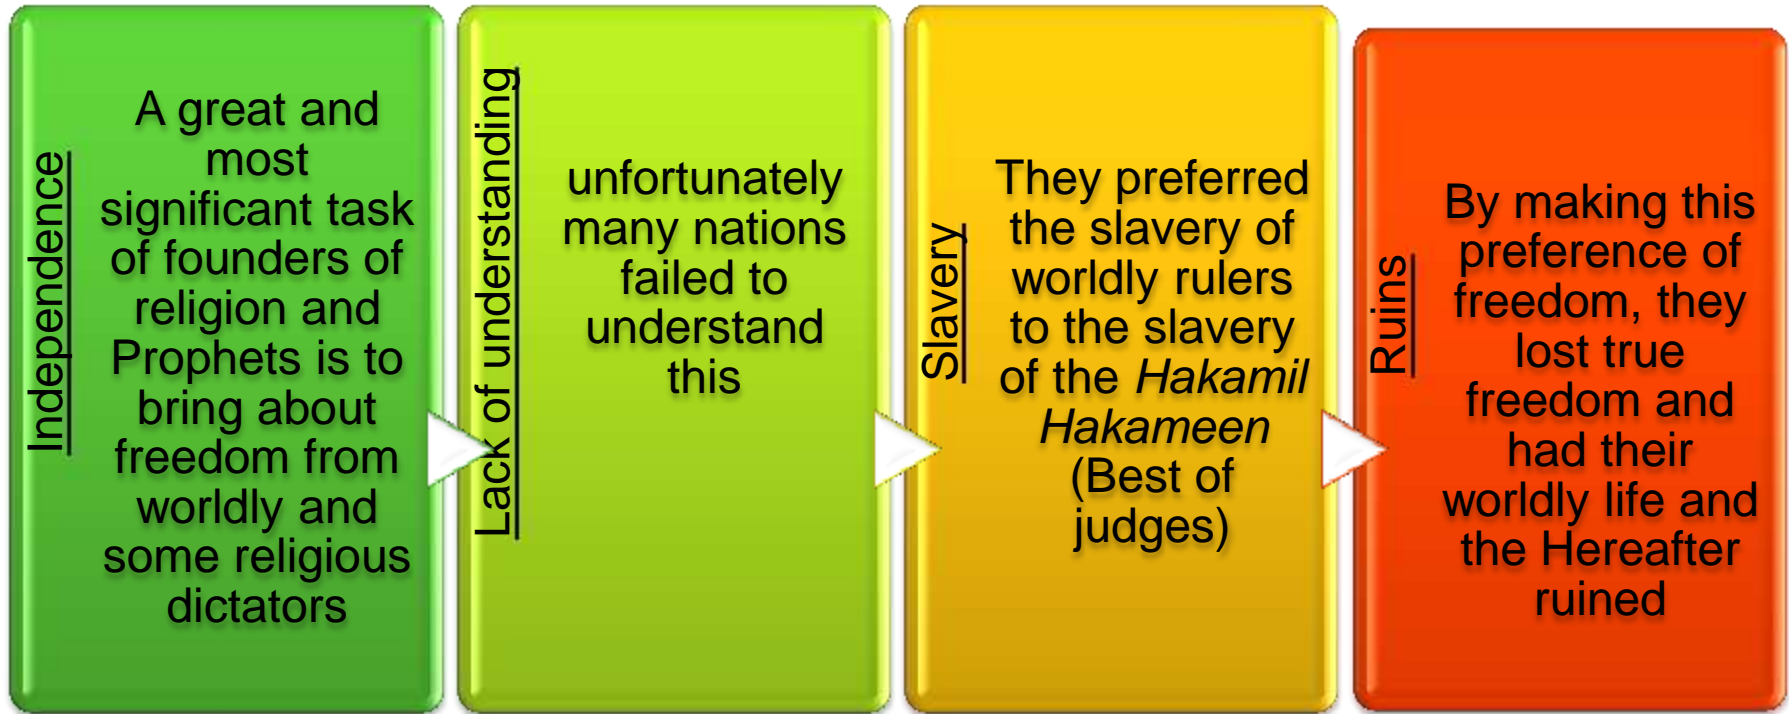 Independence
A great and
most
significant task
of founders of
religion and
Prophets is to
bring about
freedom from
worldly and
some religious
dictators
Lack of understanding
unfortunately
many nations
failed to
understand
this
Slavery
They preferred
the slavery of
worldly rulers
to the slavery
of the Hakamil
Hakameen
(Best of
judges)
Ruins
By making this
preference of
freedom, they
lost true
freedom and
had their
worldly life and
the Hereafter
ruined